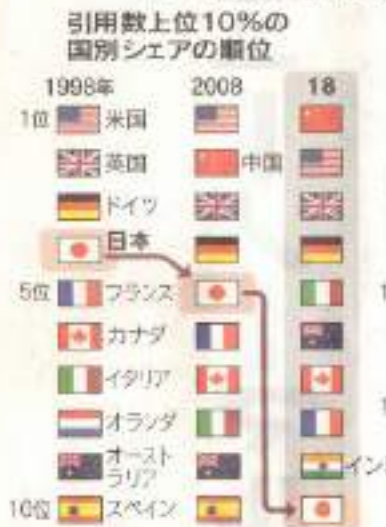 引用数上位10%の
国別シェアの順位
1998年 2008 18
1位 米国
英国 中国
ドイツ
日本
5位 フランス
カナダ
イタリア
オランダ
オースト
ラリア
イン
10位 スペイン